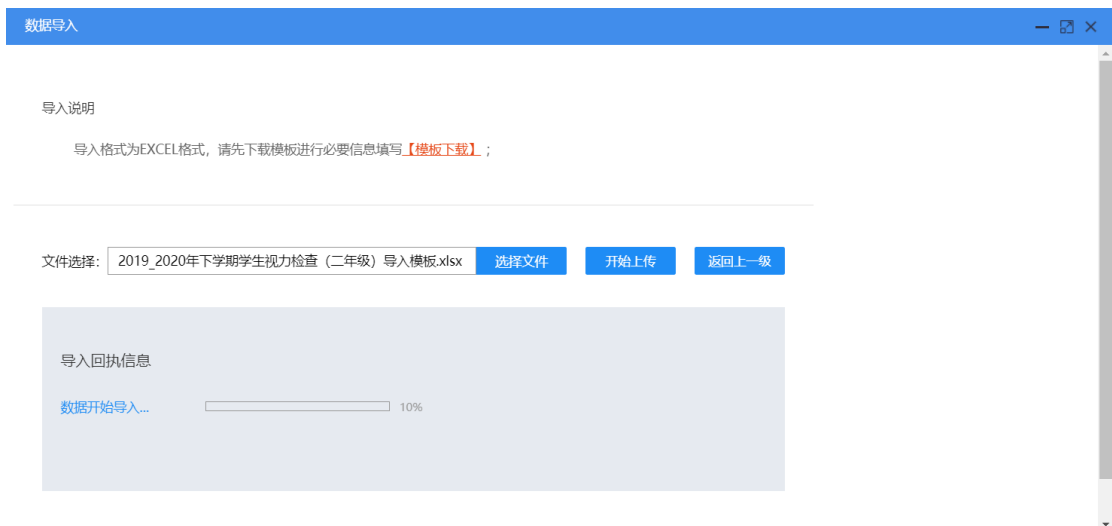 数据导入
导入说明
导入格式为EXCEL格式，请先下载模板进行必要信息填写【模板下载】；
文件选择： 2019_2020年下学期学生视力检查（二年级）导入模板.xlsx 选择文件 开始上传 返回上一级
导入回执信息
数据开始导入... 10%